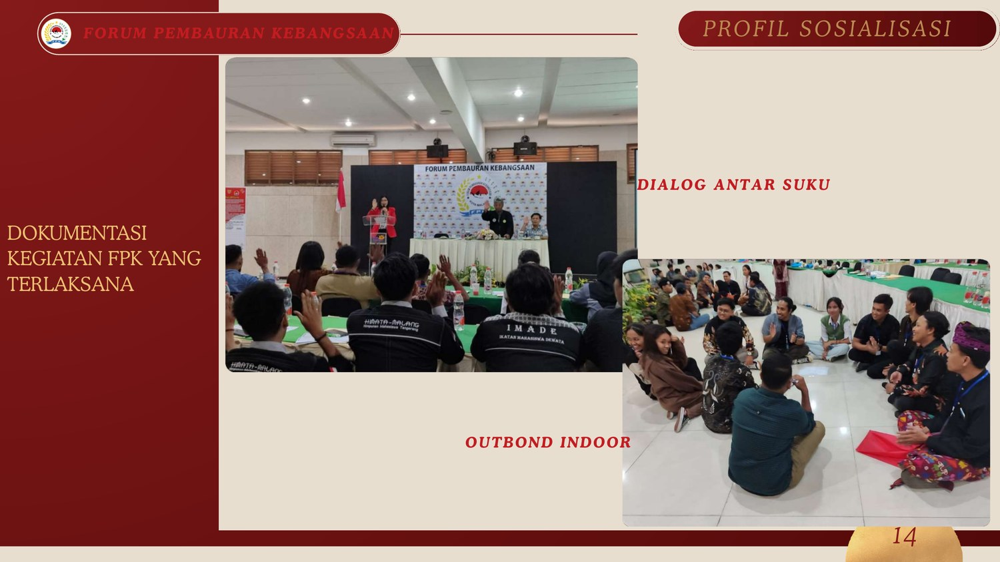 FORUM PEMBAURAN KEBANGSAAN
PROFIL SOSIALISASI
FORUM PEMBAURAN KEBANGSAAN
DIALOG ANTAR SUKU
DOKUMENTASI
KEGIATAN FPK YANG
TERLAKSANA
HIMATA-MALANG
Himpunan Mahasiswa Tangerang
IMADE
IKATAN MAHASISWA DEWATA
HIMATA-MALANG
OUTBOND INDOOR
14